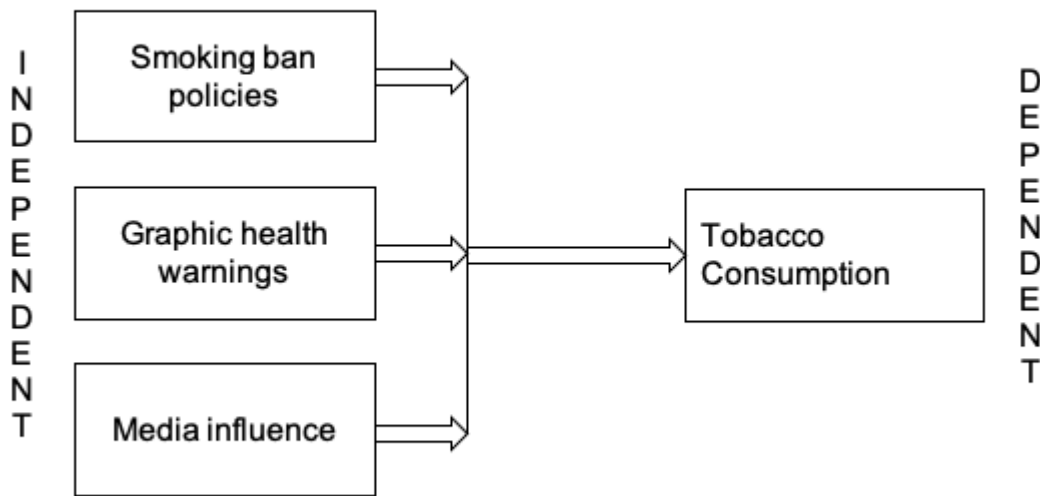 INDEPENDENT
Smoking ban
policies
Graphic health
warnings
Media influence
Tobacco
Consumption
DEPENDENT